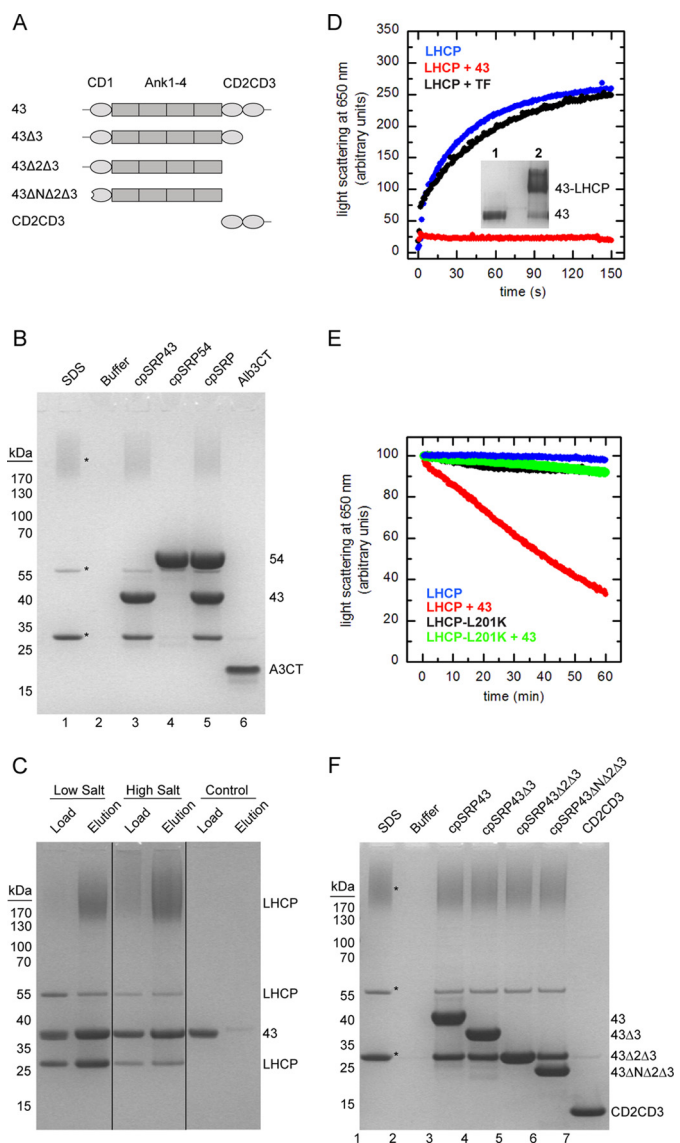 A
CD1 Ank1-4 CD2CD3
43
43Δ3
43Δ2Δ3
43ΔNΔ2Δ3
CD2CD3
B
SDS
Buffer
cpSRP43
cpSRP54
cpSRP
Alb3CT
kDa
170
130
100
70
55
40
35
25
15
*
*
*
54
43
A3CT
1 2 3 4 5 6
C
Low Salt High Salt Control
Load Elution Load Elution Load Elution
kDa
170
130
100
70
55
40
35
25
15
LHCP
LHCP
43
LHCP
D
LHCP
LHCP + 43
LHCP + TF
light scattering at 650 nm
(arbitrary units)
350
300
250
200
150
100
50
25
0
1 2
43-LHCP
43
0 30 60 90 120 150
time (s)
E
light scattering at 650 nm
(arbitrary unis)
100
80
60
40
20
0
LHCP
LHCP + 43
LHCP-L201K
LHCP-L201K + 43
0 10 20 30 40 50 60
time (min)
F
SDS
Buffer
cpSRP43
cpSRP43Δ3
cpSRP43Δ2Δ3
cpSRP43ΔNΔ2Δ3
CD2CD3
kDa
170
130
100
70
55
40
35
25
15
*
*
*
43
43Δ3
43Δ2Δ3
43ΔNΔ2Δ3
CD2CD3
1 2 3 4 5 6 7